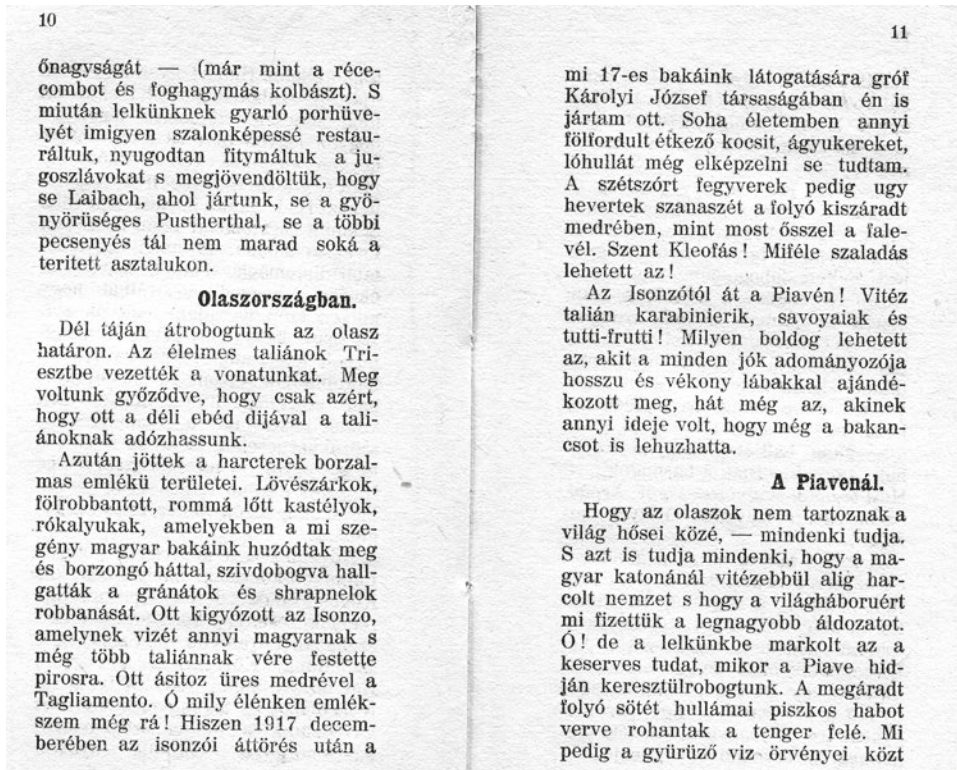 10
őnagyságát — (már mint a réce-
combot és foghagymás kolbászt). S
miután lelkünknek gyarló porhüve-
lyét imigyen szalonképessé restau-
ráltuk, nyugodtan fitymáltuk a ju-
goszlávokat s megjövendöltük, hogy
se Laibach, ahol jártunk, se a gyö-
nyörüséges Pustherthal, se a többi
pecsenyés tál nem marad soká a
teritett asztalukon.
Olaszországban.
Dél táján átrobogtunk az olasz
határon. Az élelmes taliánok Tri-
esztbe vezették a vonatunkat. Meg
voltunk győződve, hogy csak azért,
hogy ott a déli ebéd dijával a tali-
ánoknak adózhassunk.
Azután jöttek a harcterek borzal-
mas emlékü területei. Lövészárkok,
fölrobbantott, rommá lőtt kastélyok,
rókalyukak, amelyekben a mi sze-
gény magyar bakáink huzódtak meg
és borzongó háttal, szivdobogva hall-
gatták a gránátok és shrapnelok
robbanását. Ott kigyózott az Isonzo,
amelynek vizét annyi magyarnak s
még több taliánnak vére festette
pirosra. Ott ásitoz üres medrével a
Tagliamento. Ó mily élénken emlék-
szem még rá! Hiszen 1917 decem-
berében az isonzói áttörés után a
11
mi 17-es bakáink látogatására gróf
Károlyi József társaságában én is
jártam ott. Soha életemben annyi
fölfordult étkező kocsit, ágyukereket,
lóhullát még elképzelni se tudtam.
A szétszórt fegyverek pedig ugy
hevertek szanaszét a folyó kiszáradt
medrében, mint most ősszel a fale-
vél. Szent Kleofás! Miféle szaladás
lehetett az!
Az Isonzótól át a Piavén! Vitéz
talián karabinierik, savoyaiak és
tutti-frutti! Milyen boldog lehetett
az, akit a minden jók adományozója
hosszu és vékony lábakkal ajándé-
kozott meg, hát még az, akinek
annyi ideje volt, hogy még a bakan-
csot is lehuzhatta.
A Piavenál.
Hogy az olaszok nem tartoznak a
világ hősei közé, — mindenki tudja.
S azt is tudja mindenki, hogy a ma-
gyar katonánál vitézebbül alig har-
colt nemzet s hogy a világháboruért
mi fizettük a legnagyobb áldozatot.
Ó! de a lelkünkbe markolt az a
keserves tudat, mikor a Piave hid-
ján keresztülrobogtunk. A megáradt
folyó sötét hullámai piszkos habot
verve rohantak a tenger felé. Mi
pedig a gyürüző viz örvényei közt